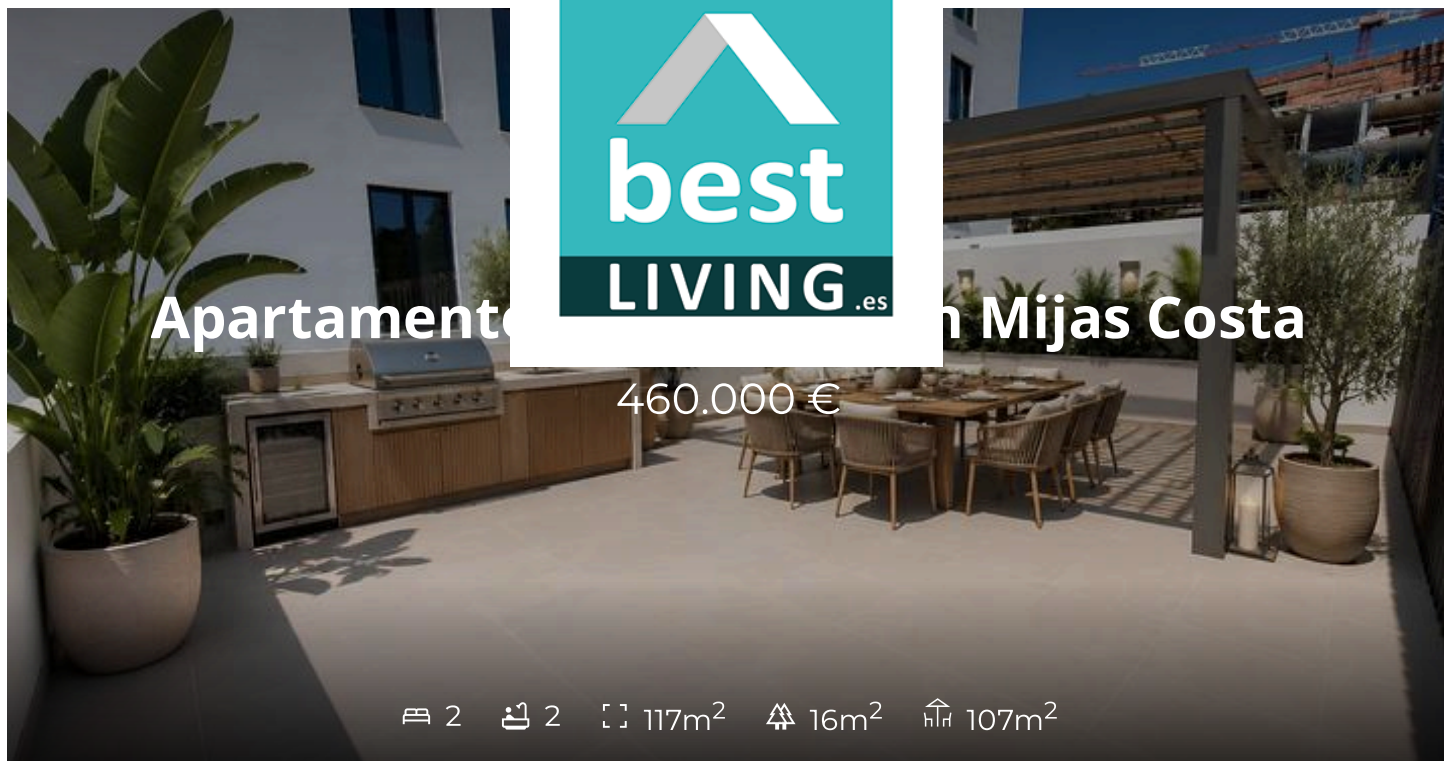 best
LIVING.es
Apartamento n Mijas Costa
460.000 €
2 2 117m² 16m² 107m²